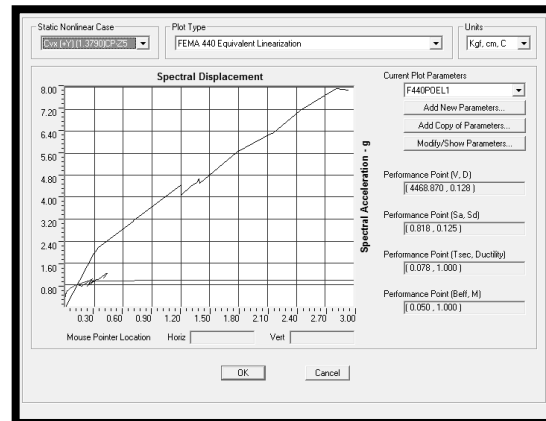 Static Nonlinear Case
Plot Type
Units
Cvx (+Y) (1.3790)CP-Z5
FEMA 440 Equivalent Linearization
Kgf, cm, C
Spectral Displacement
Current Plot Parameters
F440POEL1
Add New Parameters...
Add Copy of Parameters...
Modify/Show Parameters...
8.00
7.20
6.40
5.60
4.80
4.00
3.20
2.40
1.60
0.80
Spectral Acceleration - g
Performance Point (V, D)
( 4468.870 , 0.128 )
Performance Point (Sa, Sd)
( 0.818 , 0.125 )
Performance Point (Tsec, Ductility)
( 0.078 , 1.000 )
Performance Point (Beff, M)
( 0.050 , 1.000 )
0.30 0.60 0.90 1.20 1.50 1.80 2.10 2.40 2.70 3.00
Mouse Pointer Location Horiz Vert
OK Cancel